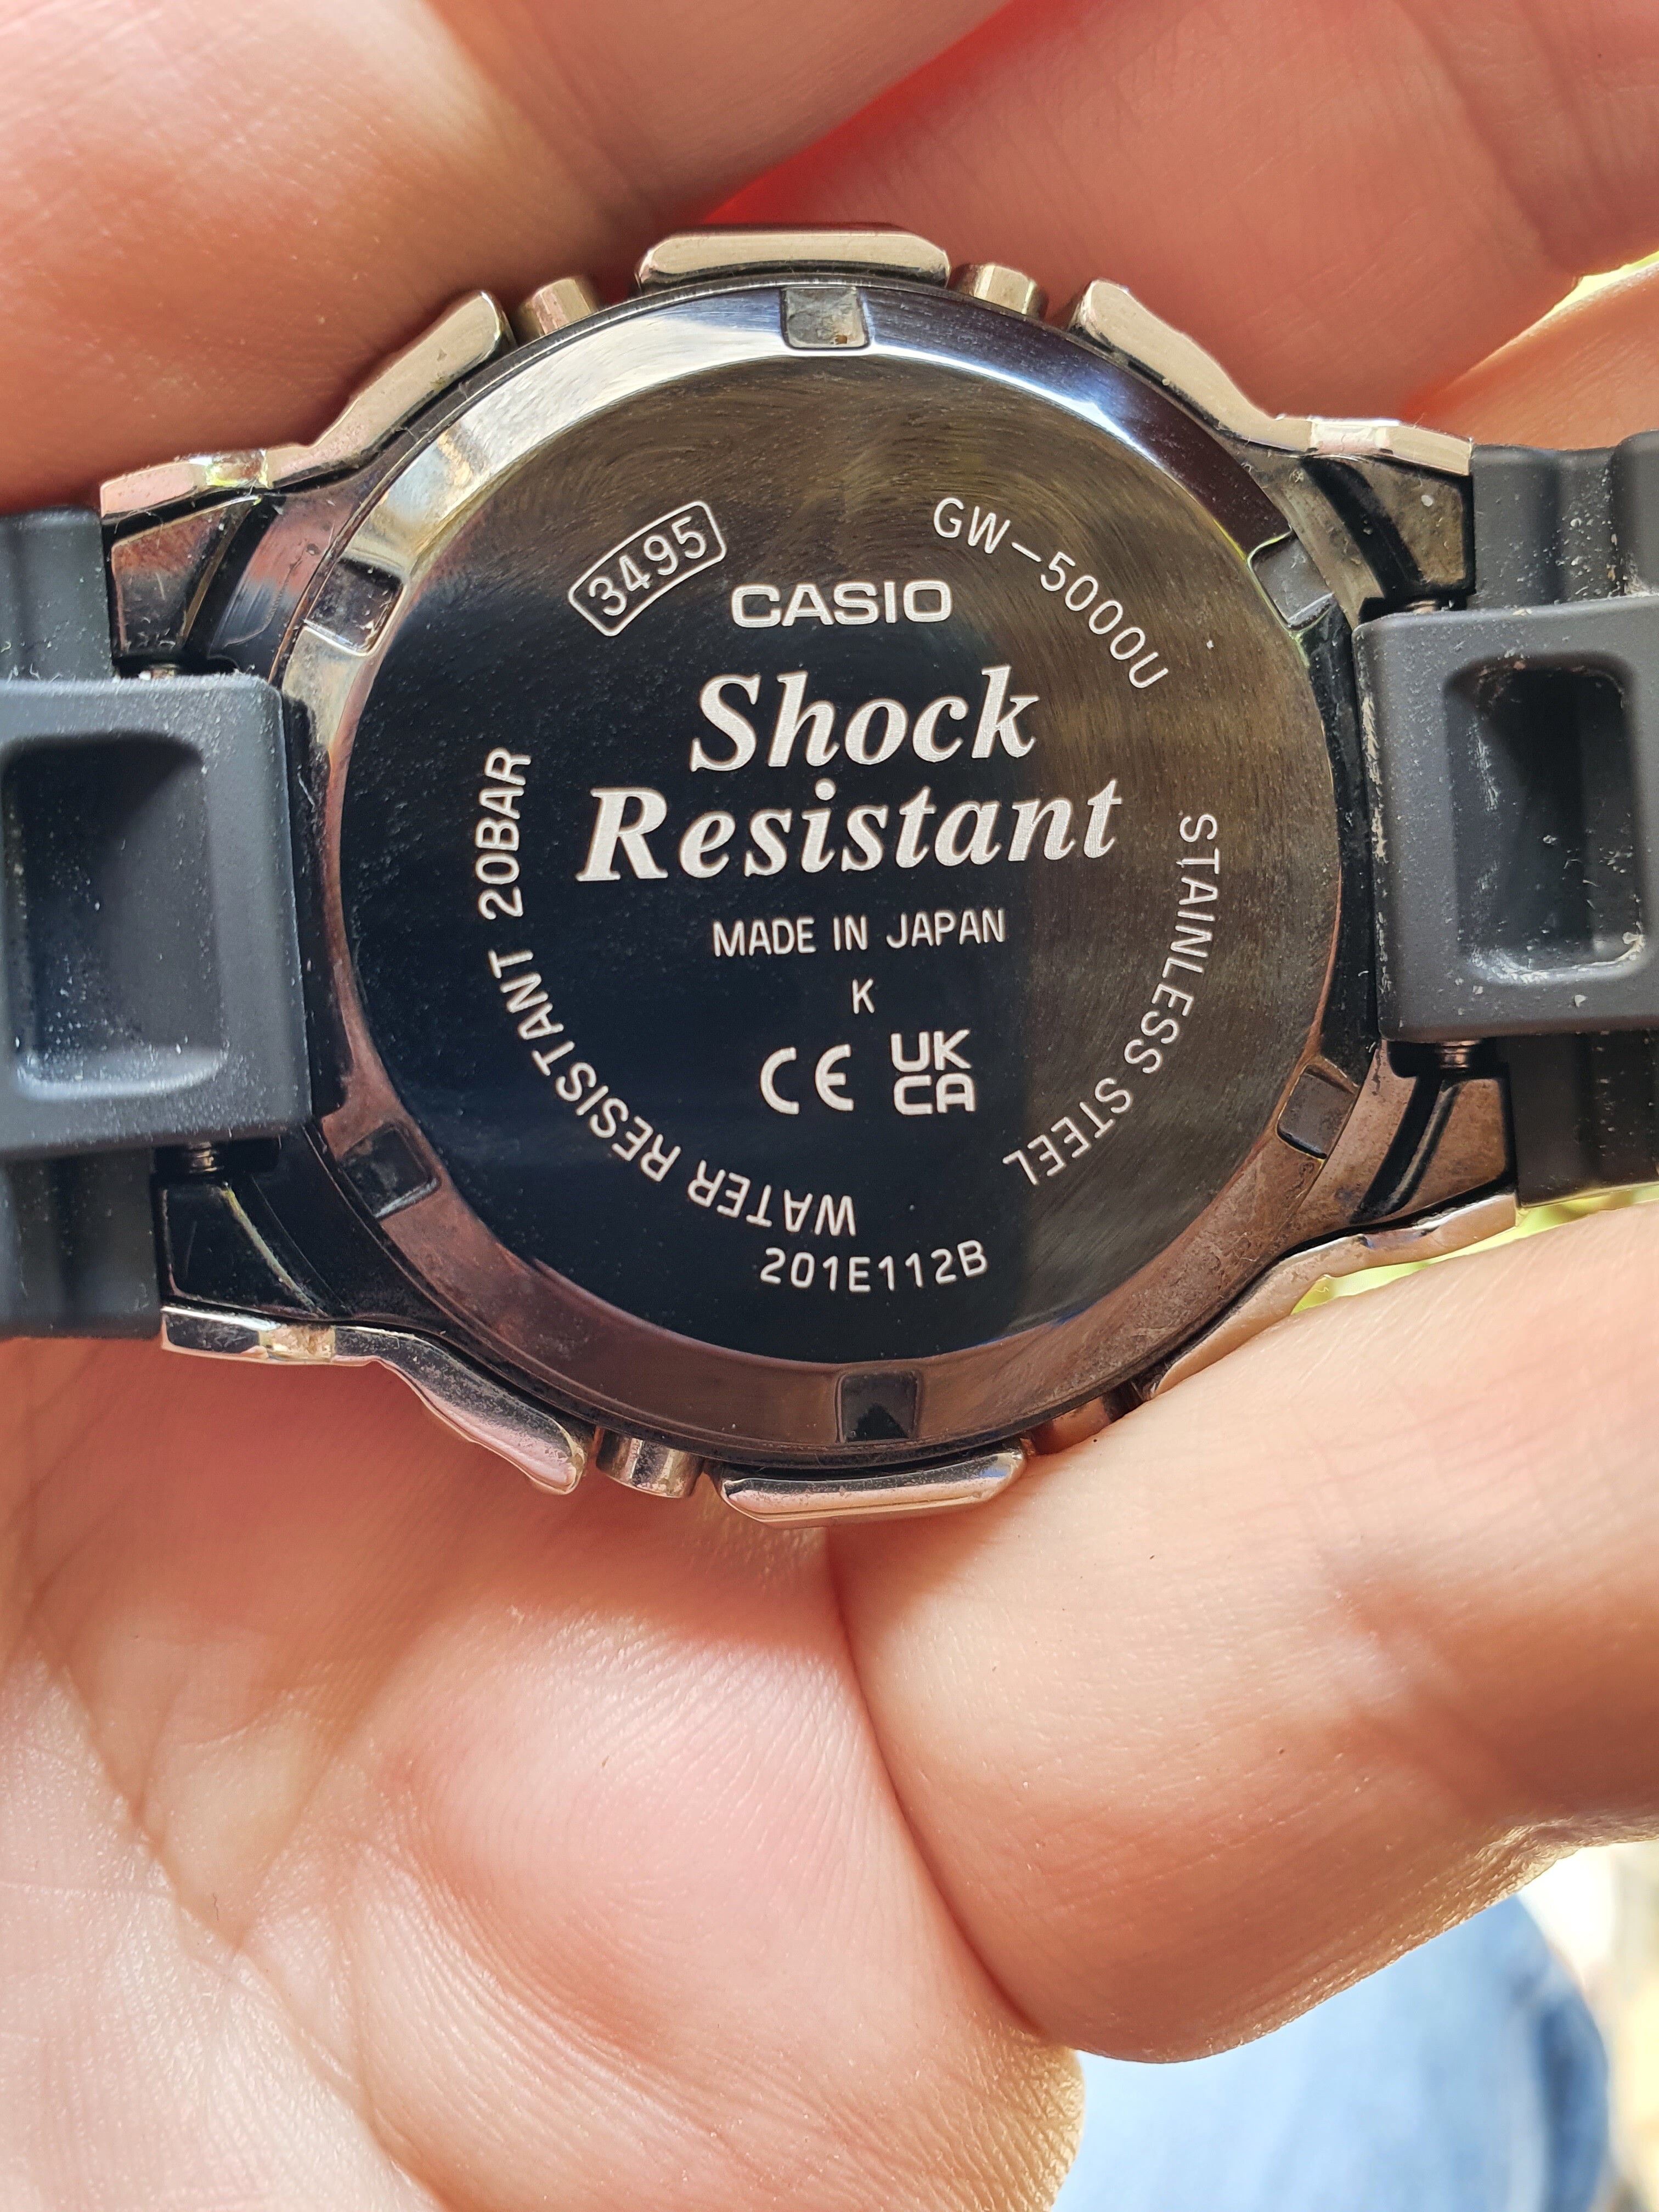 3495
GW-5000U
CASIO
Shock
Resistant
MADE IN JAPAN
K
CE UK
CA
STAINLESS STEEL
WATER RESISTANT 20BAR
201E112B